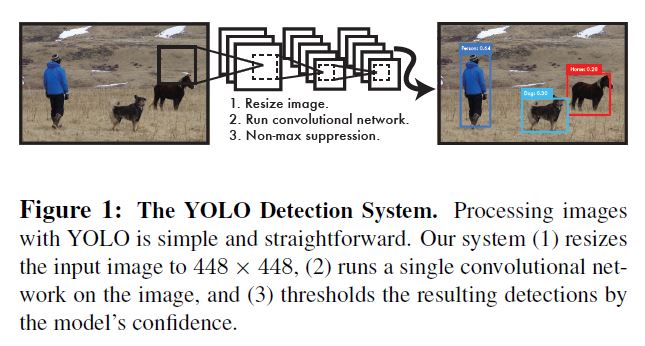 Person: 0.64
Horse: 0.28
Dog: 0.30
1. Resize image.
2. Run convolutional network.
3. Non-max suppression.
Figure 1: The YOLO Detection System. Processing images
with YOLO is simple and straightforward. Our system (1) resizes
the input image to 448 × 448, (2) runs a single convolutional net-
work on the image, and (3) thresholds the resulting detections by
the model’s confidence.